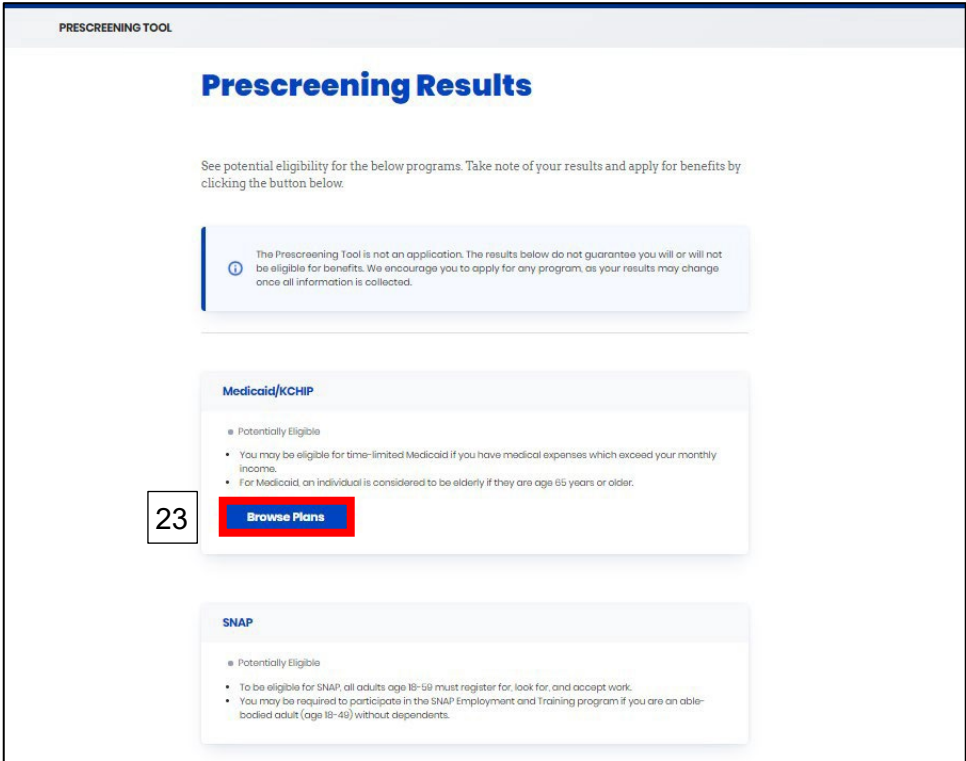 PRESCREENING TOOL
Prescreening Results
See potential eligibility for the below programs. Take note of your results and apply for benefits by
clicking the button below.
The Prescreening Tool is not an application. The results below do not guarantee you will or will not
be eligible for benefits. We encourage you to apply for any program, as your results may change
once all information is collected.
Medicaid/KCHIP
Potentially Eligible
• You may be eligible for time-limited Medicaid if you have medical expenses which exceed your monthly
income.
• For Medicaid, an individual is considered to be elderly if they are age 65 years or older.
23
Browse Plans
SNAP
Potentially Eligible
• To be eligible for SNAP, all adults age 18-59 must register for, look for, and accept work.
• You may be required to participate in the SNAP Employment and Training program if you are an able-
bodied adult (age 18-49) without dependents.